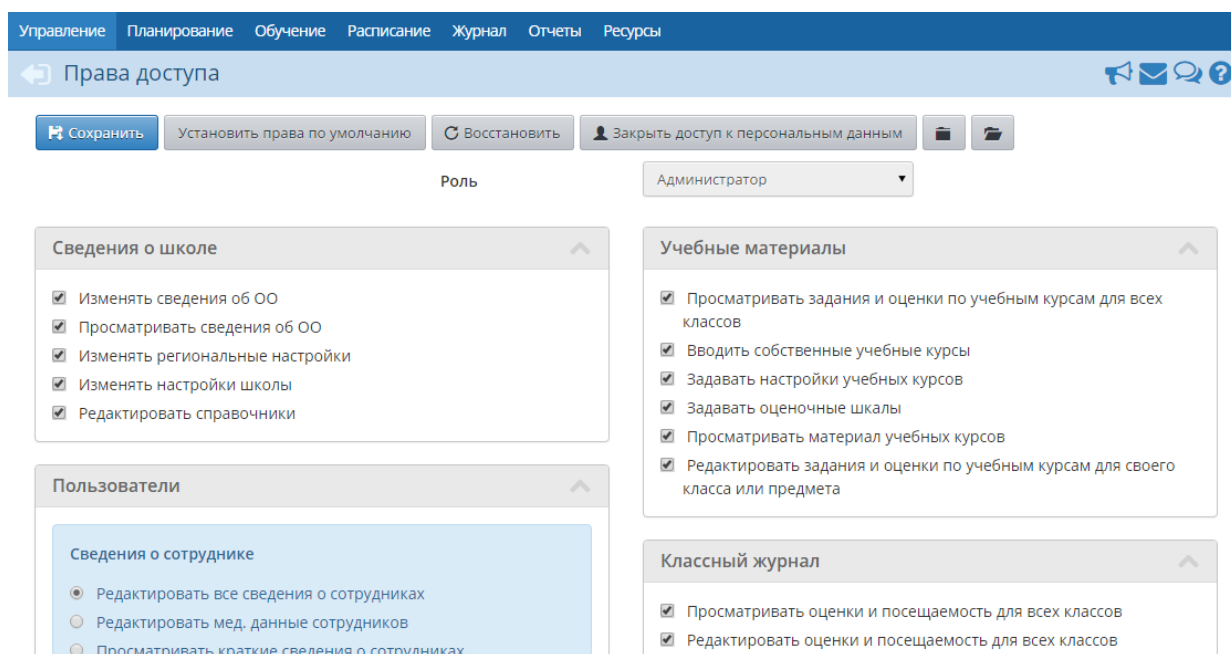 Управление Планирование Обучение Расписание Журнал Отчеты Ресурсы
Права доступа
Сохранить Установить права по умолчанию Восстановить Закрыть доступ к персональным данным
Роль Администратор
Сведения о школе
Изменять сведения об ОО
Просматривать сведения об ОО
Изменять региональные настройки
Изменять настройки школы
Редактировать справочники
Пользователи
Сведения о сотруднике
Редактировать все сведения о сотрудниках
Редактировать мед. данные сотрудников
Просматривать краткие сведения о сотрудниках
Учебные материалы
Просматривать задания и оценки по учебным курсам для всех
классов
Вводить собственные учебные курсы
Задавать настройки учебных курсов
Задавать оценочные шкалы
Просматривать материал учебных курсов
Редактировать задания и оценки по учебным курсам для своего
класса или предмета
Классный журнал
Просматривать оценки и посещаемость для всех классов
Редактировать оценки и посещаемость для всех классов